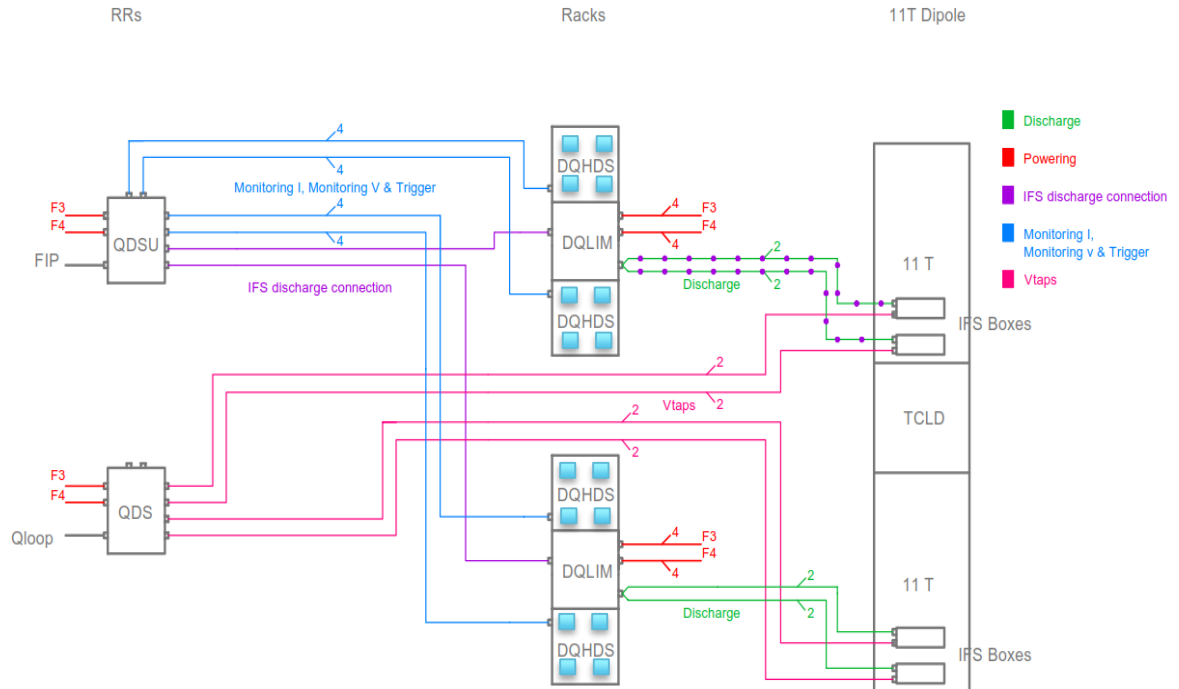 RRs
Racks
11T Dipole
Discharge
Powering
IFS discharge connection
Monitoring I,
Monitoring v & Trigger
Vtaps
4
4
Monitoring I, Monitoring V & Trigger
4
4
F3
F4
FIP
QDSU
IFS discharge connection
DQHDS
DQLIM
DQHDS
4
F3
F4
4
2
Discharge
2
11 T
IFS Boxes
TCLD
2
2
Vtaps
2
2
F3
F4
Qloop
QDS
DQHDS
DQLIM
DQHDS
4
F3
F4
4
2
Discharge
2
11 T
IFS Boxes